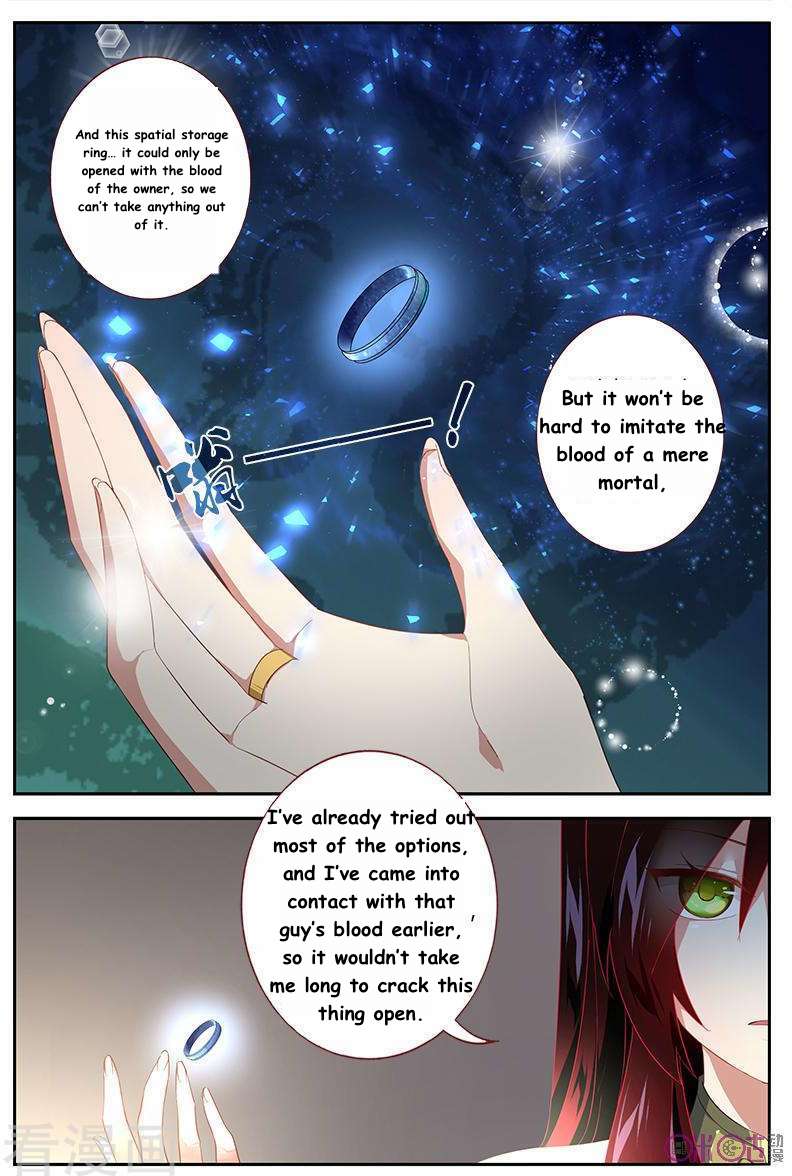 And this spatial storage
ring... it could only be
opened with the blood
of the owner, so we
can't take anything out
of it.
But it won't be
hard to imitate the
blood of a mere
mortal,
嗡——!
I've already tried out
most of the options,
and I've came into
contact with that
guy's blood earlier,
so it wouldn't take
me long to crack this
thing open.
看漫画